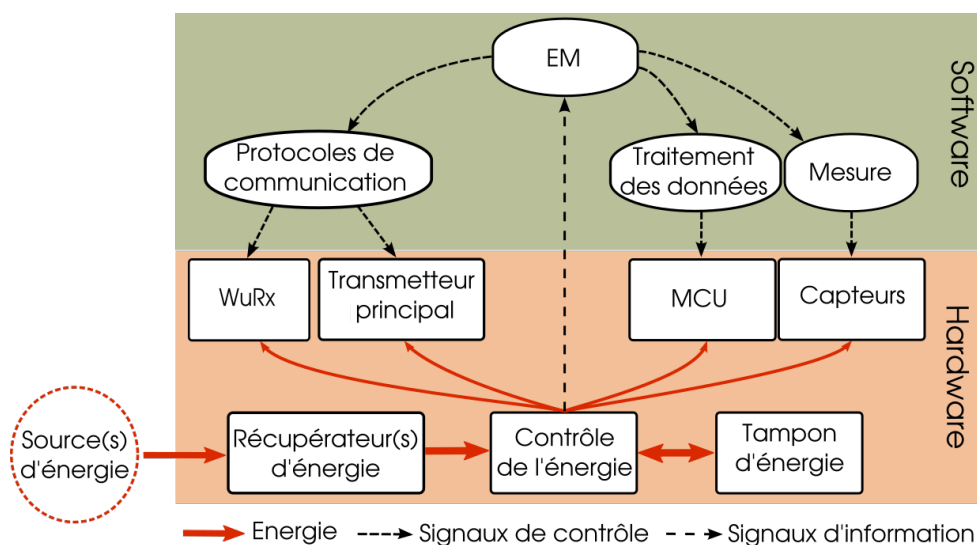 EM
Software
Protocoles de
communication
Traitement
des données
Mesure
WuRx
Transmetteur
principal
MCU
Capteurs
Hardware
Source(s)
d'énergie
Récupérateur(s)
d'énergie
Contrôle
de l'énergie
Tampon
d'énergie
Energie
Signaux de contrôle
Signaux d'information